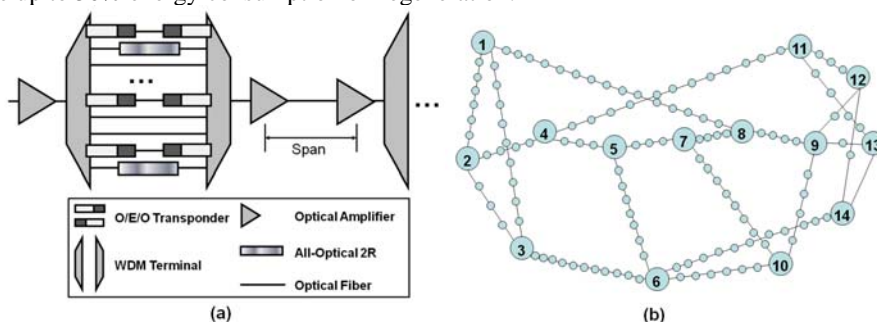 ...
...
Span
O/E/O Transponder
Optical Amplifier
WDM Terminal
All-Optical 2R
Optical Fiber
(a)
1
2
3
4
5
6
7
8
9
10
11
12
13
14
(b)